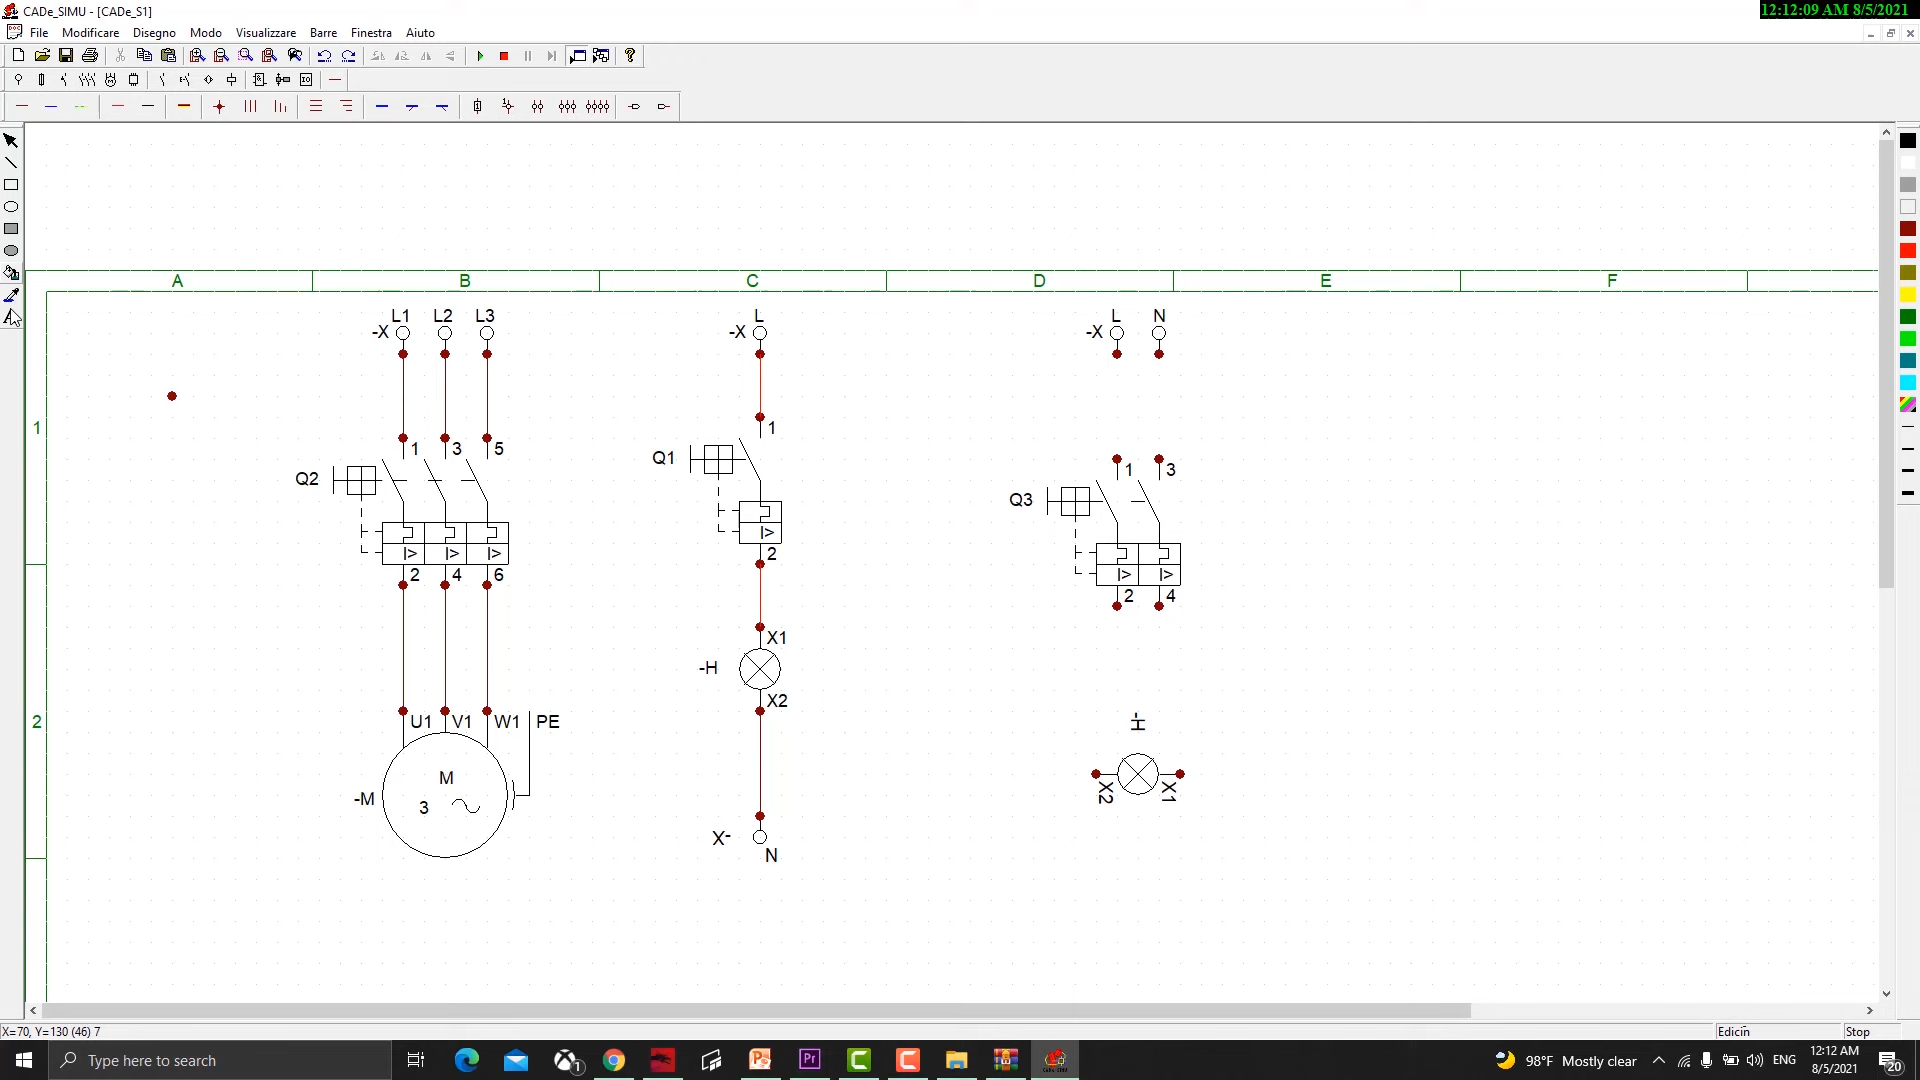 CADe_SIMU - [CADe_S1]
12:12:09 AM 8/5/2021
File Modificare Disegno Modo Visualizzare Barre Finestra Aiuto
A B C D E F
L1 L2 L3 L L N
-X -X -X
1
1 3 5 1 1 3
Q2 Q1 Q3
I> I> I> I> I> I>
2 4 6 2 2 4
X1
-H
X2
2
U1 V1 W1 PE
-H
M
3
-M
X2 X1
X-
N
X=70, Y=130 (46) 7
Edicin Stop
Type here to search
1
98°F Mostly clear
ENG
12:12 AM
8/5/2021
20